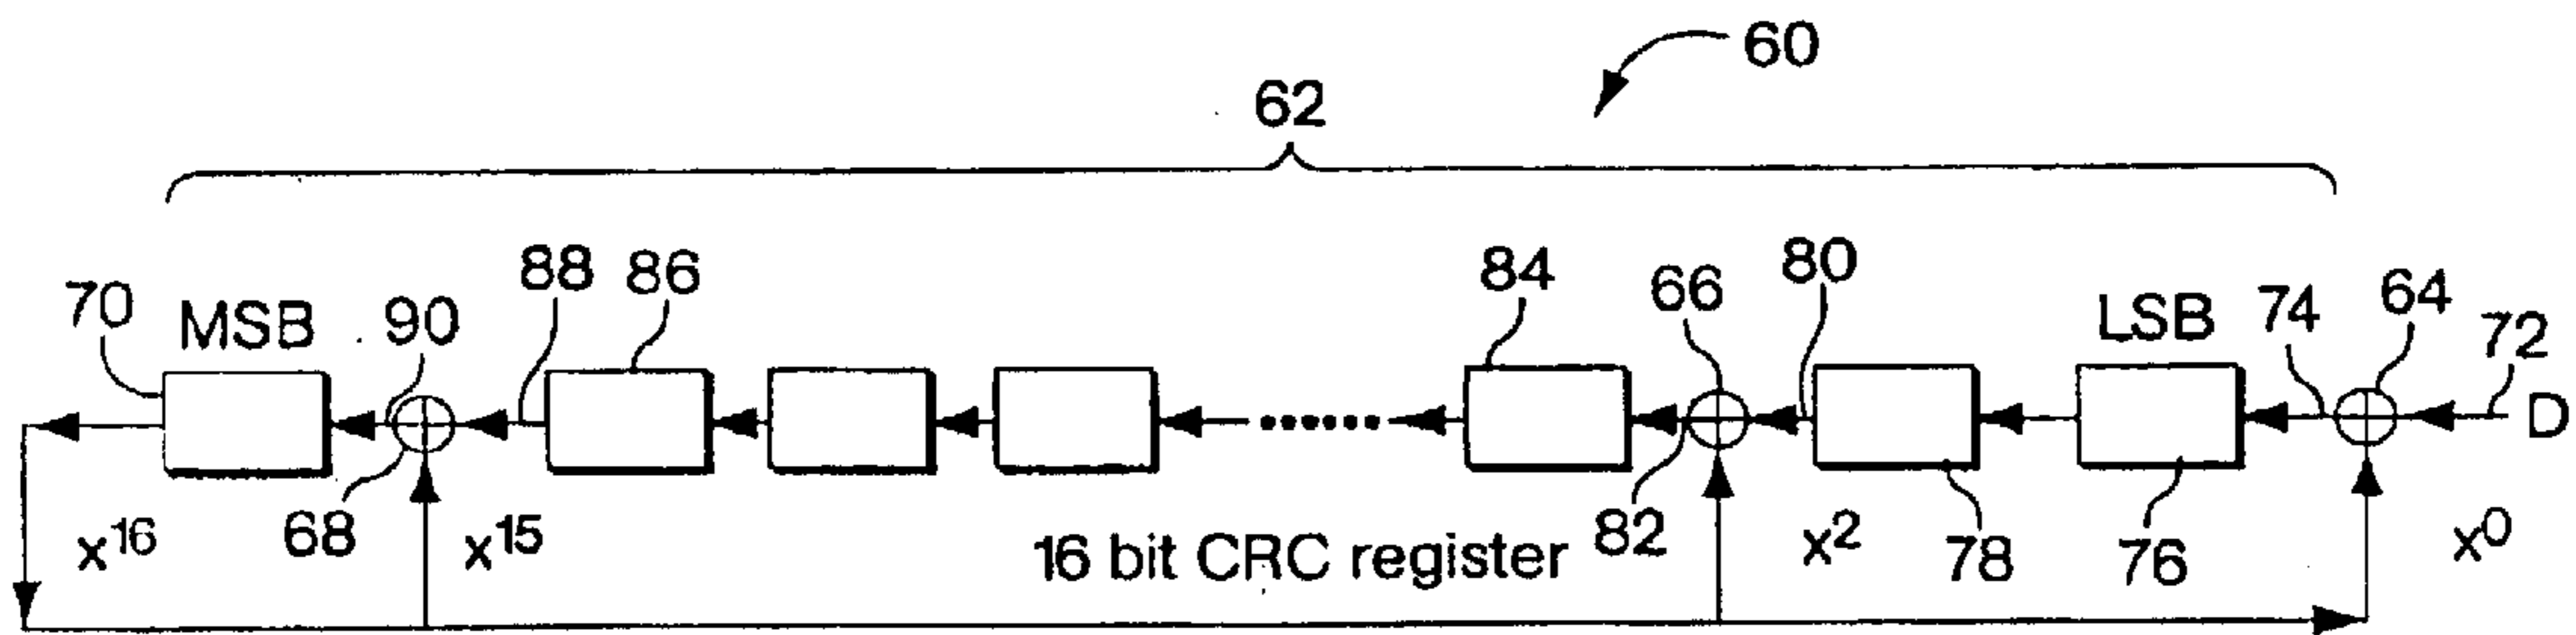 60
62
70 MSB 90 88 86 84 66 80 LSB 74 64 72
D
x¹⁶ 68 x¹⁵ 16 bit CRC register 82 x² 78 76 x⁰